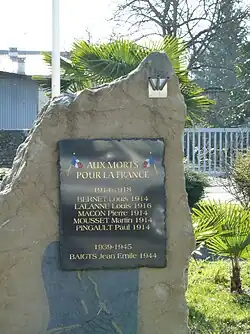 AUX MORTS
POUR LA FRANCE
1914-1918
BERNET Louis 1914
LALANNE Louis 1916
MACON Pierre 1914
MOUSSET Martin 1914
PINGAULT Paul 1914
1939-1945
BAIGTS Jean Emile 1944